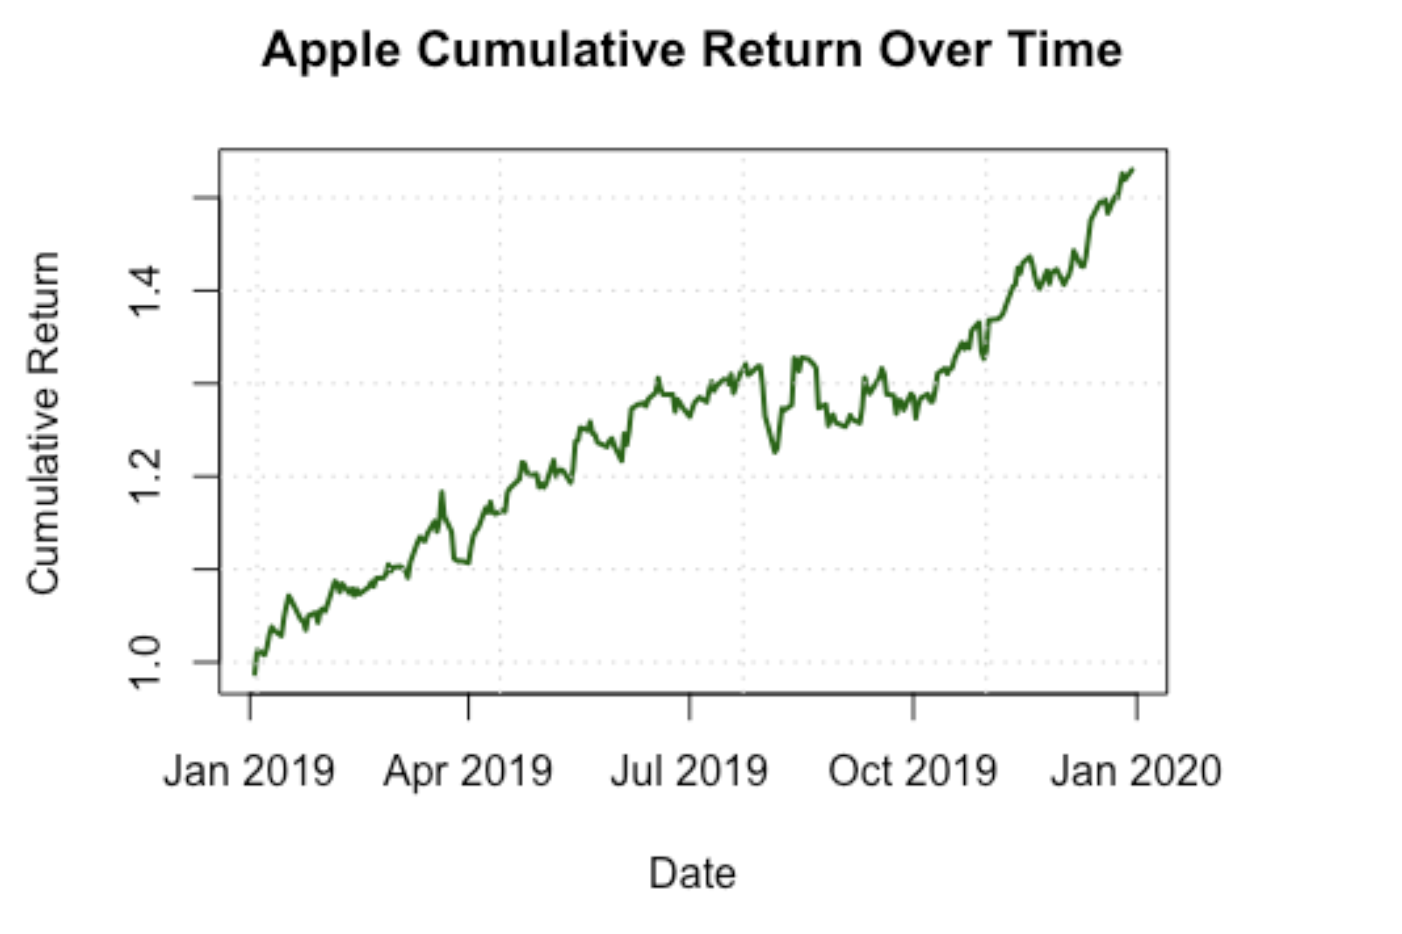 Apple Cumulative Return Over Time
Cumulative Return
1.4
1.2
1.0
Jan 2019 Apr 2019 Jul 2019 Oct 2019 Jan 2020
Date